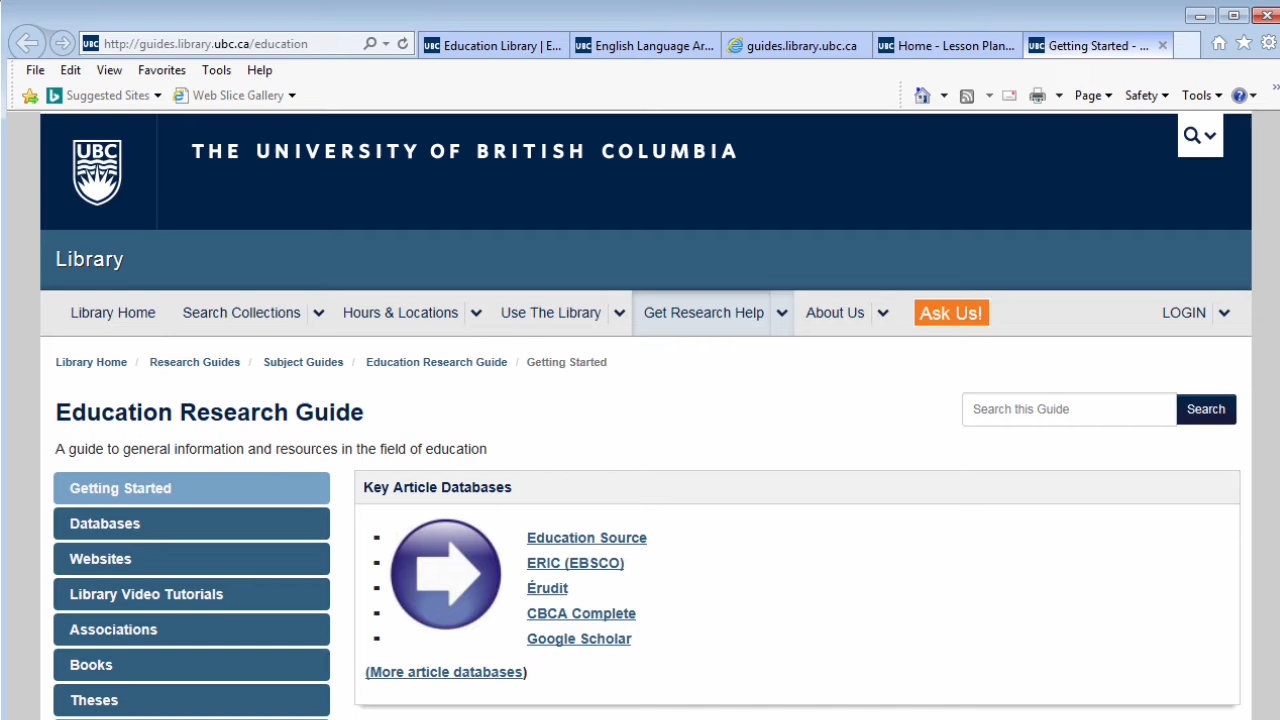 http://guides.library.ubc.ca/education
UBC Education Library | E...
UBC English Language Ar...
guides.library.ubc.ca
UBC Home - Lesson Plan...
UBC Getting Started - ...
File Edit View Favorites Tools Help
Suggested Sites Web Slice Gallery
Page Safety Tools
UBC
THE UNIVERSITY OF BRITISH COLUMBIA
Library
Library Home Search Collections Hours & Locations Use The Library Get Research Help About Us Ask Us! LOGIN
Library Home / Research Guides / Subject Guides / Education Research Guide / Getting Started
Education Research Guide
Search this Guide Search
A guide to general information and resources in the field of education
Getting Started
Databases
Websites
Library Video Tutorials
Associations
Books
Theses
Key Article Databases
Education Source
ERIC (EBSCO)
Érudit
CBCA Complete
Google Scholar
(More article databases)